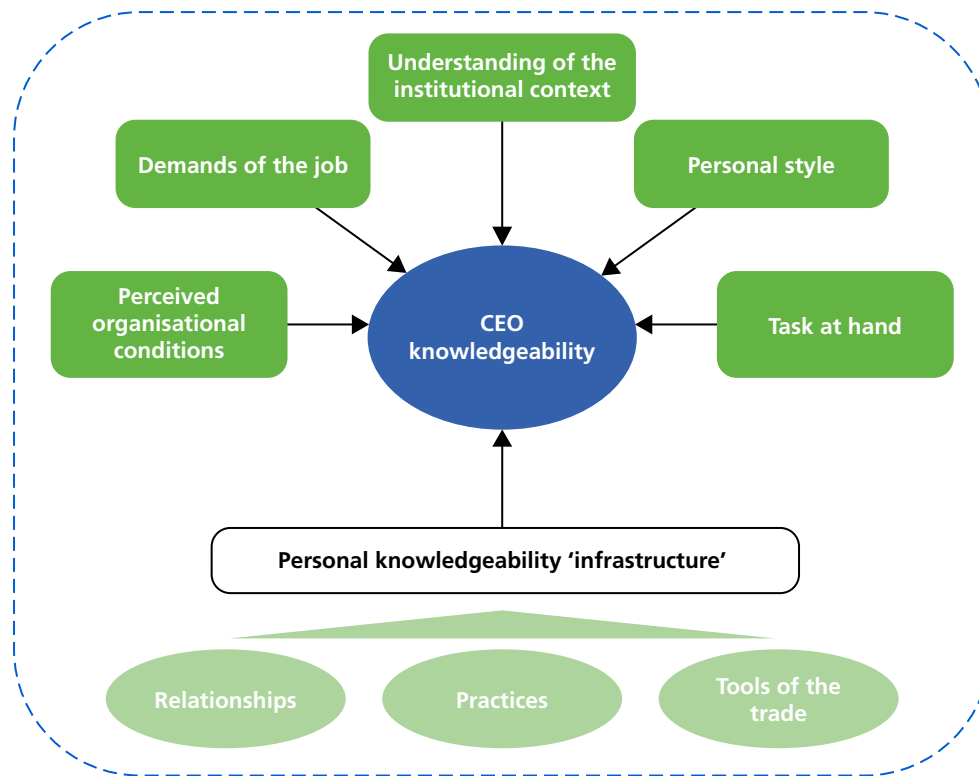 Understanding of the
institutional context
Demands of the job
Personal style
Perceived
organisational
conditions
CEO
knowledgeability
Task at hand
Personal knowledgeability ‘infrastructure’
Relationships
Practices
Tools of the
trade